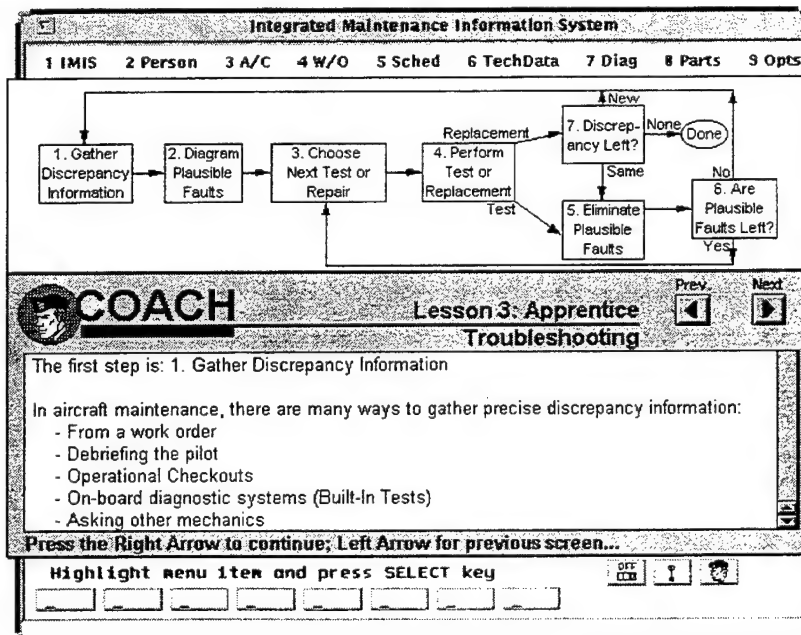 Integrated Maintenance Information System
1 IMIS 2 Person 3 A/C 4 W/O 5 Sched 6 TechData 7 Diag 8 Parts 9 Opts
1. Gather
Discrepancy
Information
2. Diagram
Plausible
Faults
3. Choose
Next Test or
Repair
4. Perform
Test or
Replacement
Replacement
Test
New
7. Discrep-
ancy Left?
None
Done
Same
5. Eliminate
Plausible
Faults
No
6. Are
Plausible
Faults Left?
Yes
COACH
Lesson 3: Apprentice
Troubleshooting
Prev.
Next
The first step is: 1. Gather Discrepancy Information
In aircraft maintenance, there are many ways to gather precise discrepancy information:
- From a work order
- Debriefing the pilot
- Operational Checkouts
- On-board diagnostic systems (Built-In Tests)
- Asking other mechanics
Press the Right Arrow to continue; Left Arrow for previous screen...
Highlight menu item and press SELECT key
OFF